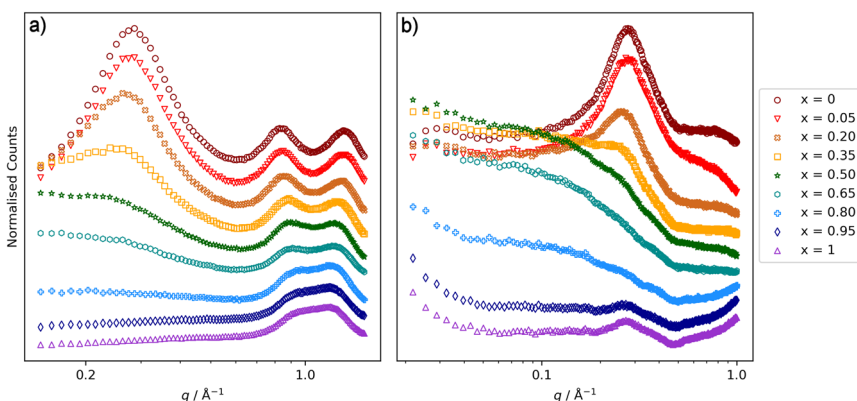 a)
b)
Normalised Counts
0.2
1.0
q / Å⁻¹
0.1
1.0
q / Å⁻¹
x = 0
x = 0.05
x = 0.20
x = 0.35
x = 0.50
x = 0.65
x = 0.80
x = 0.95
x = 1